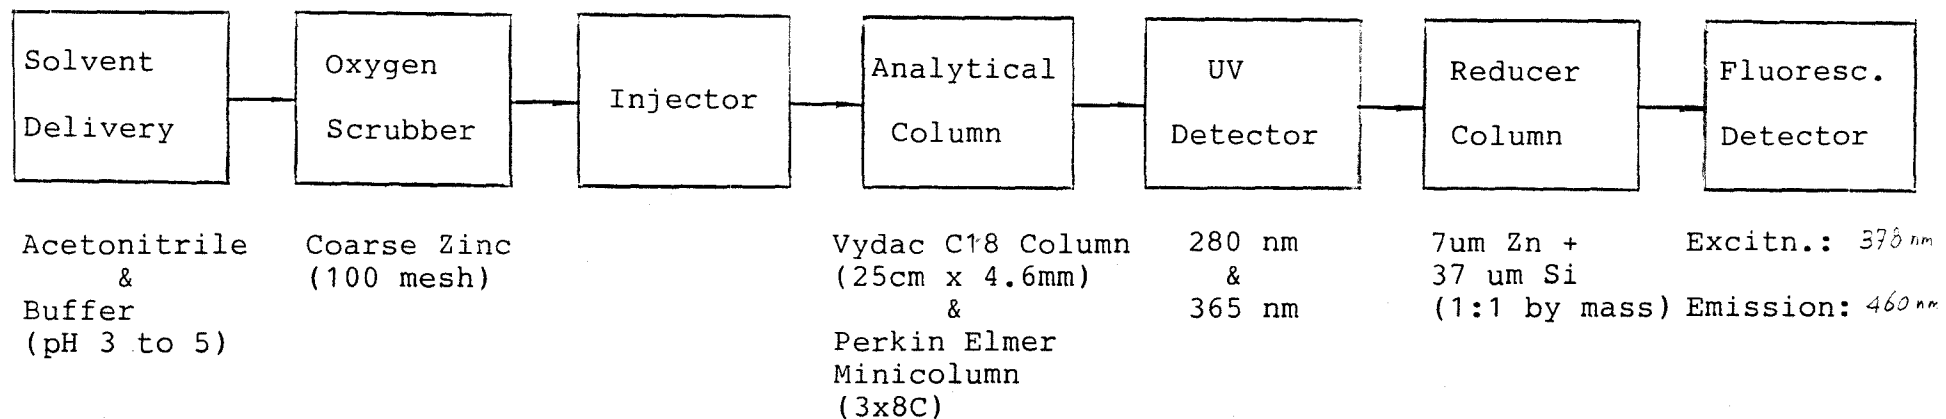 Solvent
Delivery
Oxygen
Scrubber
Injector
Analytical
Column
UV
Detector
Reducer
Column
Fluoresc.
Detector
Acetonitrile
&
Buffer
(pH 3 to 5)
Coarse Zinc
(100 mesh)
Vydac C18 Column
(25cm x 4.6mm)
&
Perkin Elmer
Minicolumn
(3x8C)
280 nm
&
365 nm
7um Zn +
37 um Si
(1:1 by mass)
Excitn.: 378 nm
Emission: 460 nm